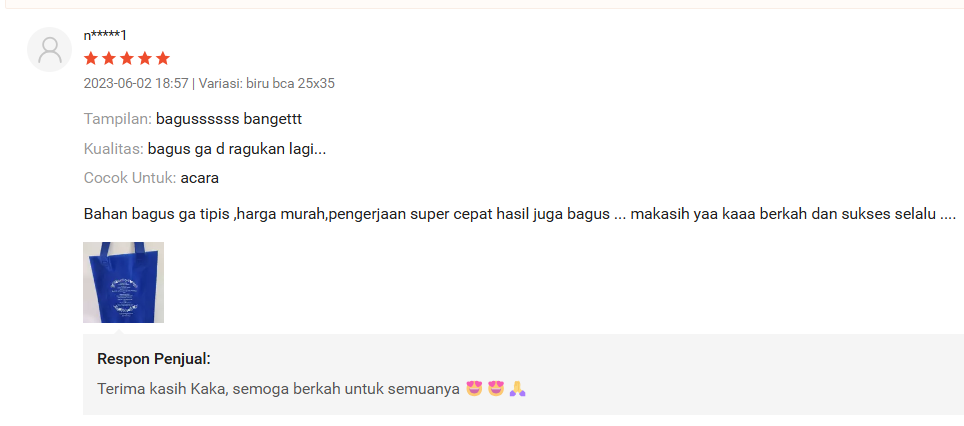 n*****1
2023-06-02 18:57 | Variasi: biru bca 25x35
Tampilan: bagussssss bangettt
Kualitas: bagus ga d ragukan lagi...
Cocok Untuk: acara
Bahan bagus ga tipis ,harga murah,pengerjaan super cepat hasil juga bagus ... makasih yaa kaaa berkah dan sukses selalu ....
Respon Penjual:
Terima kasih Kaka, semoga berkah untuk semuanya 😍😍🙏